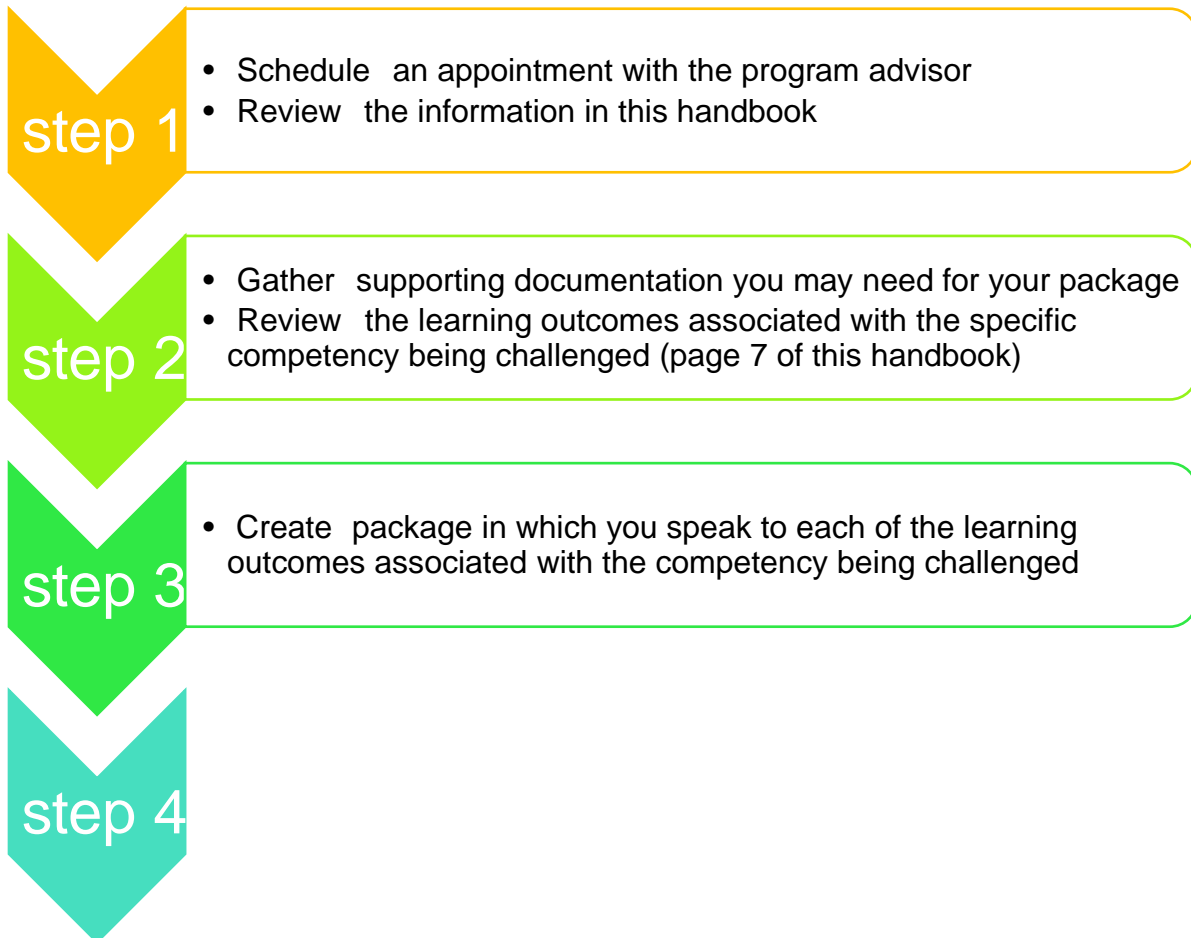 step 1
• Schedule an appointment with the program advisor
• Review the information in this handbook
step 2
• Gather supporting documentation you may need for your package
• Review the learning outcomes associated with the specific
competency being challenged (page 7 of this handbook)
step 3
• Create package in which you speak to each of the learning
outcomes associated with the competency being challenged
step 4